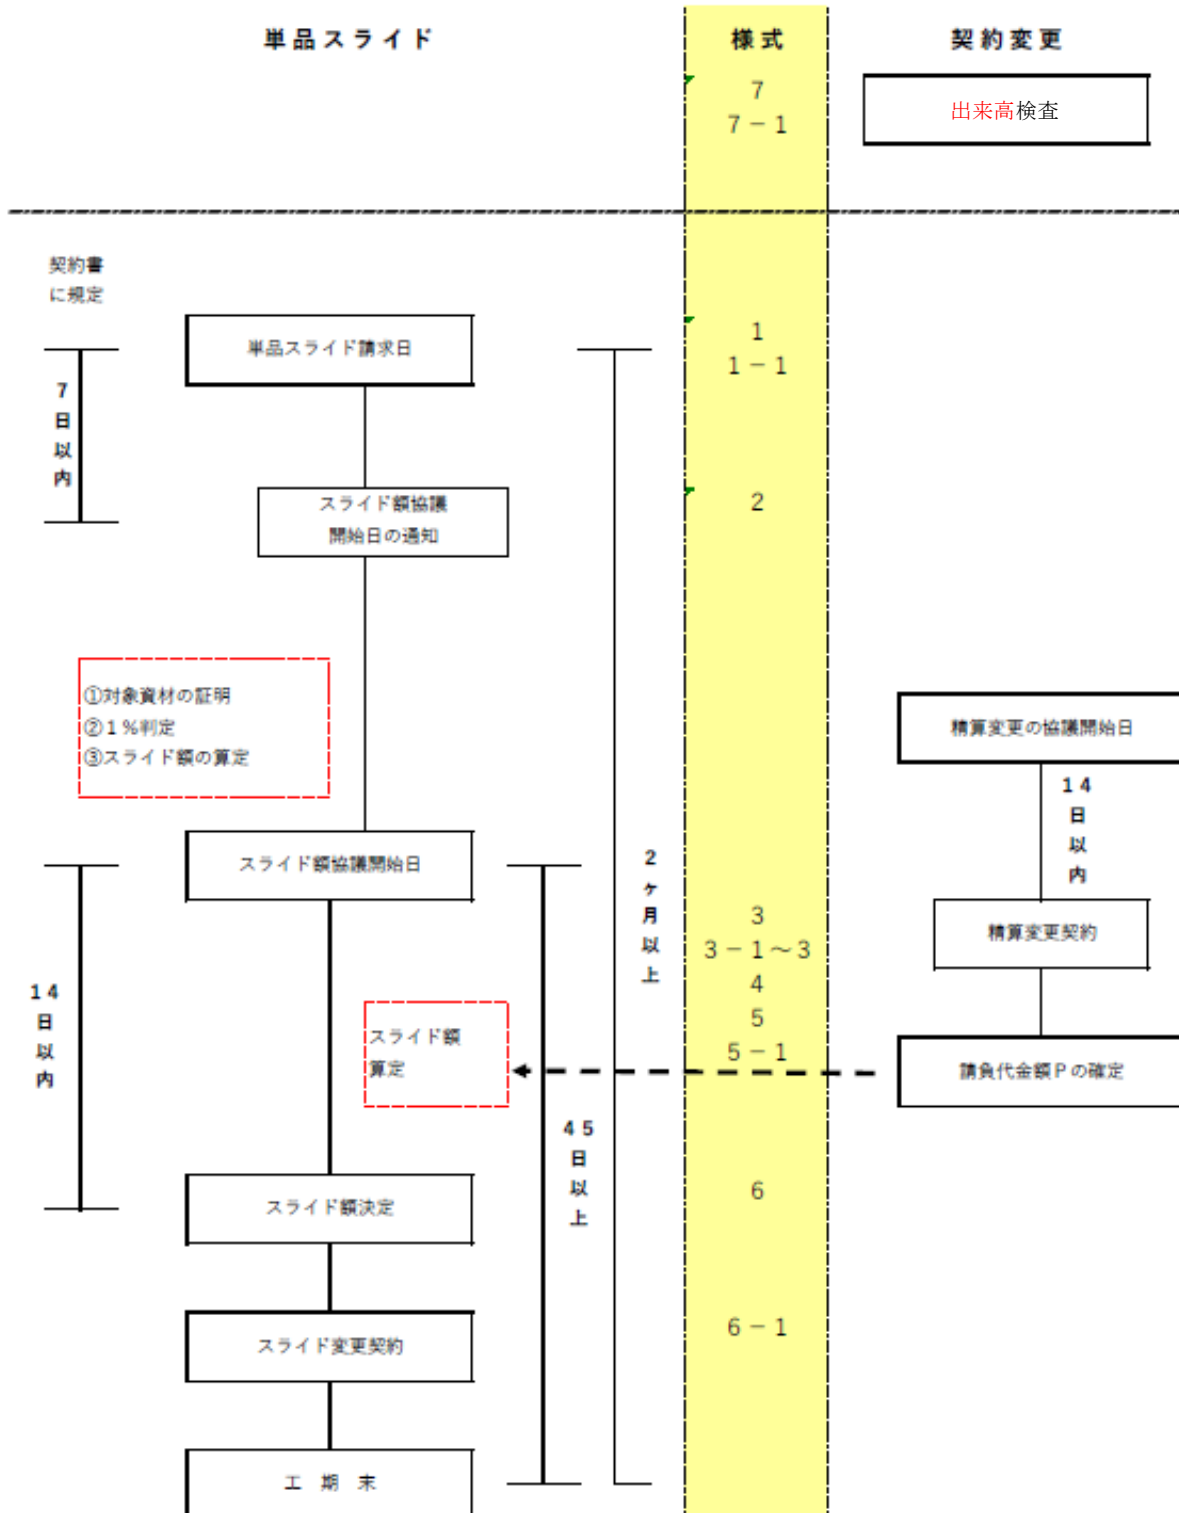 単品スライド
様式
契約変更
7
7－1
出来高検査
契約書
に規定
単品スライド請求日
1
1－1
7日以内
スライド額協議
開始日の通知
2
①対象資材の証明
②１％判定
③スライド額の算定
精算変更の協議開始日
14日以内
スライド額協議開始日
2ヶ月以上
3
3－1～3
4
5
5－1
精算変更契約
14日以内
スライド額
算定
請負代金額Ｐの確定
45日以上
スライド額決定
6
スライド変更契約
6－1
工期末